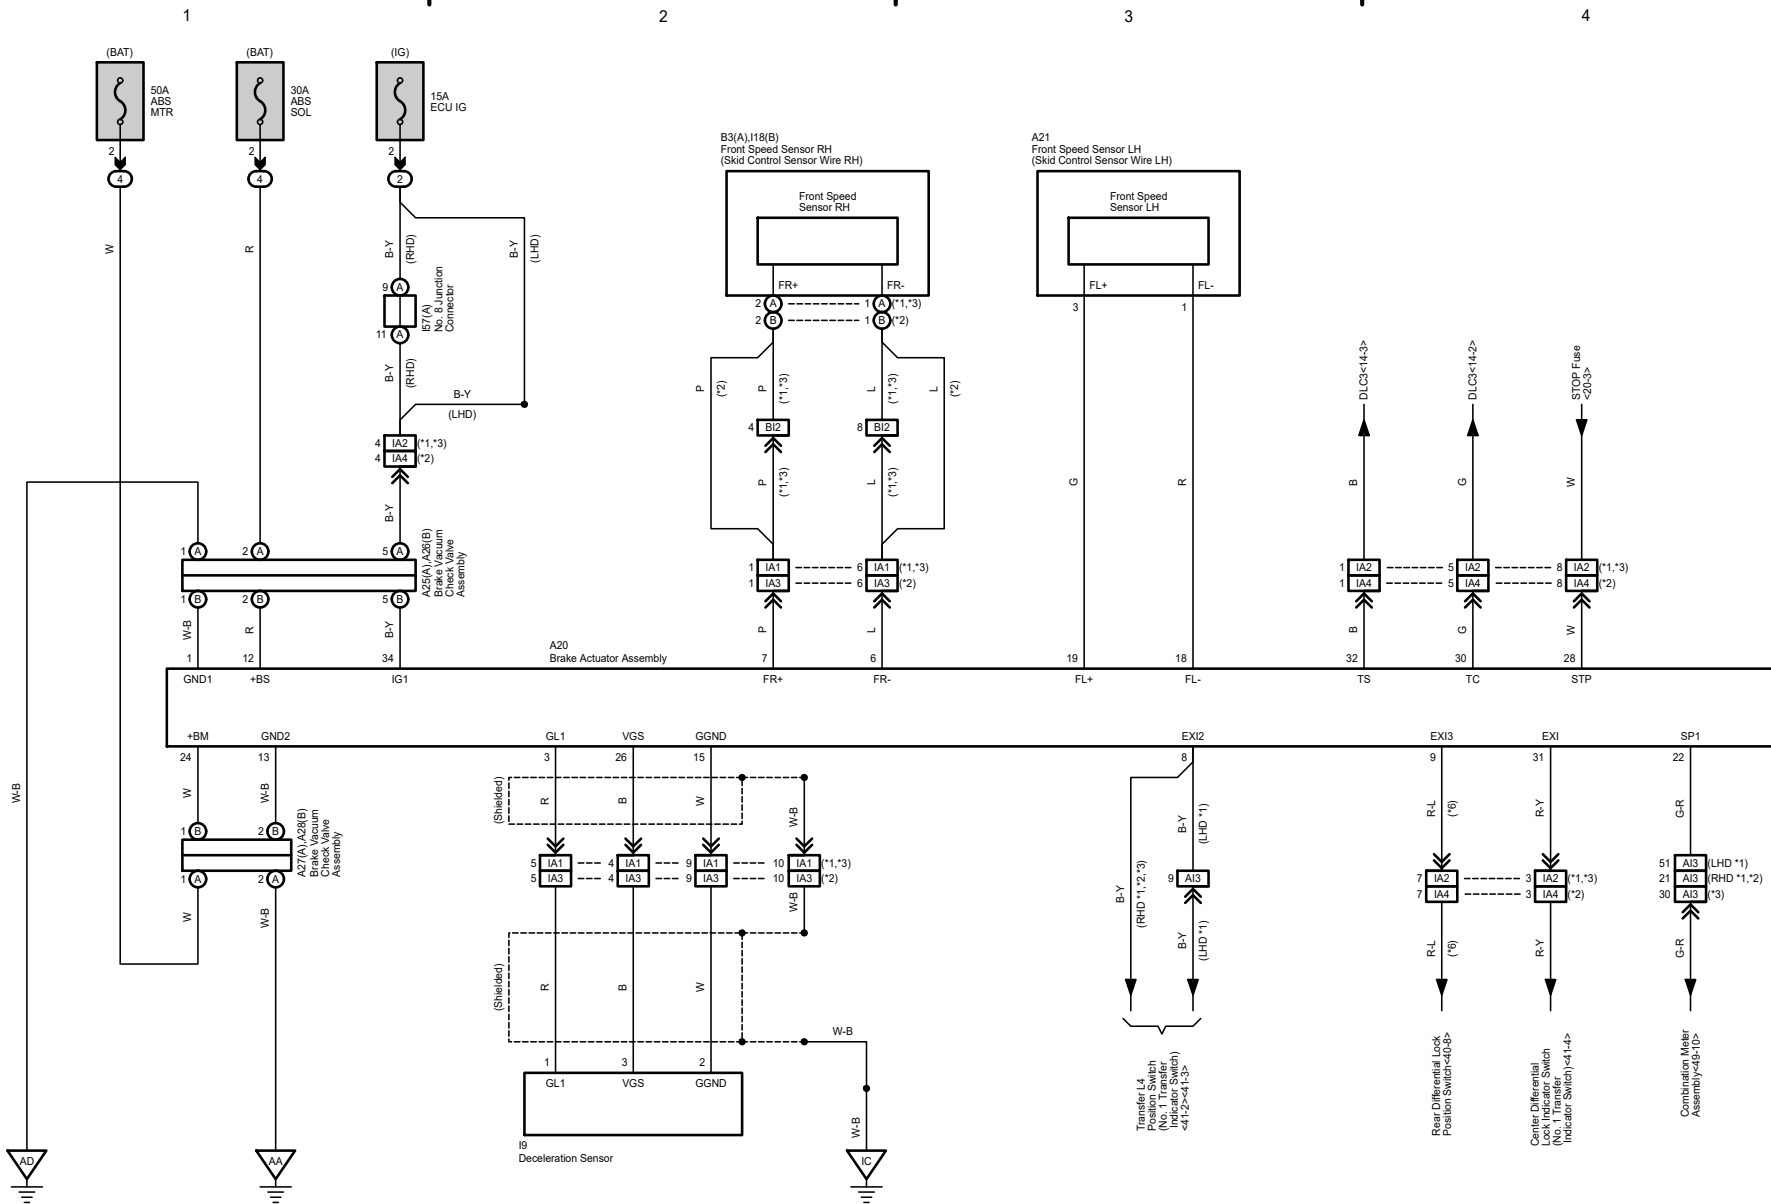 1
2
3
4
(BAT)
(BAT)
(IG)
50A
ABS
MTR
30A
ABS
SOL
15A
ECU IG
2
2
2
4
4
2
W
R
B-Y
(RHD)
B-Y
(LHD)
9
A
I57(A)
No. 8 Junction
Connector
11
A
B-Y
(RHD)
B-Y
(LHD)
4 IA2 (*1,*3)
4 IA4 (*2)
B-Y
1 A
2 A
5 A
A25(A),A26(B)
Brake Vacuum
Check Valve
Assembly
1 B
2 B
5 B
W-B
R
B-Y
1
12
34
B3(A),I18(B)
Front Speed Sensor RH
(Skid Control Sensor Wire RH)
Front Speed
Sensor RH
FR+
FR-
2 A
1 A (*1,*3)
2 B
1 B (*2)
P
(*2)
P
(*1,*3)
L
(*1,*3)
L
(*2)
4 BI2
8 BI2
P
(*1,*3)
L
(*1,*3)
1 IA1
6 IA1 (*1,*3)
1 IA3
6 IA3 (*2)
P
L
7
6
A21
Front Speed Sensor LH
(Skid Control Sensor Wire LH)
Front Speed
Sensor LH
FL+
FL-
3
1
G
R
19
18
DLC3<14-3>
DLC3<14-2>
STOP Fuse
<20-3>
B
G
W
1 IA2
5 IA2
8 IA2 (*1,*3)
1 IA4
5 IA4
8 IA4 (*2)
B
G
W
32
30
28
A20
Brake Actuator Assembly
GND1
+BS
IG1
FR+
FR-
FL+
FL-
TS
TC
STP
+BM
GND2
GL1
VGS
GGND
EXI2
EXI3
EXI
SP1
24
13
3
26
15
8
9
31
22
W-B
W
W-B
1 B
2 B
A27(A),A28(B)
Brake Vacuum
Check Valve
Assembly
1 A
2 A
W
W-B
(Shielded)
R
B
W
W-B
5 IA1
4 IA1
9 IA1
10 IA1 (*1,*3)
5 IA3
4 IA3
9 IA3
10 IA3 (*2)
W-B
(Shielded)
R
B
W
W-B
1
3
2
GL1
VGS
GGND
I9
Deceleration Sensor
W-B
B-Y
(RHD *1,*2,*3)
B-Y
(LHD *1)
9 AI3
B-Y
(LHD *1)
Transfer L4
Position Switch
(No. 1 Transfer
Indicator Switch)
<41-2><41-3>
R-L
(*6)
R-Y
7 IA2
3 IA2 (*1,*3)
7 IA4
3 IA4 (*2)
R-L
(*6)
R-Y
Rear Differential Lock
Position Switch<40-8>
Center Differential
Lock Indicator Switch
(No. 1 Transfer
Indicator Switch)<41-4>
G-R
51 AI3 (LHD *1)
21 AI3 (RHD *1,*2)
30 AI3 (*3)
G-R
Combination Meter
Assembly<49-10>
AD
AA
IC